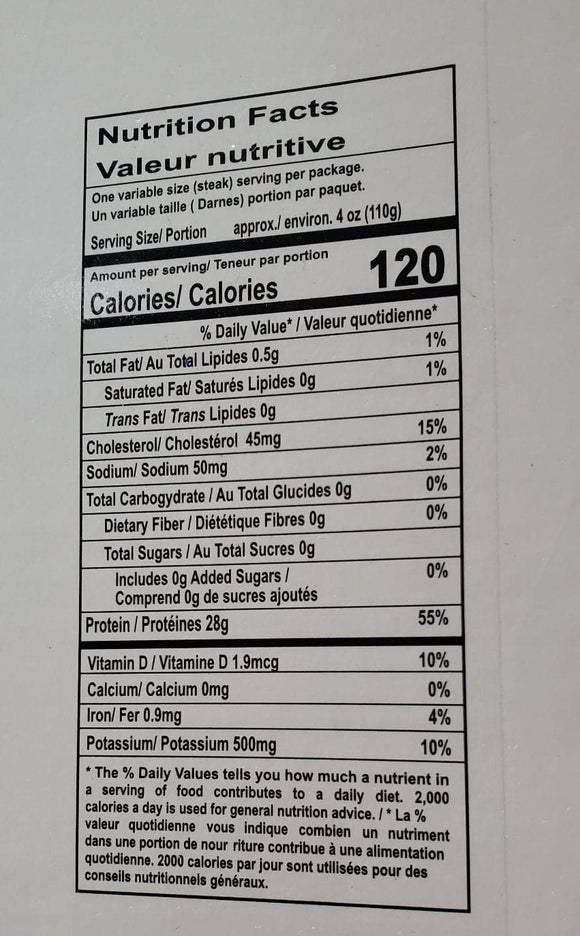 Nutrition Facts
Valeur nutritive
One variable size (steak) serving per package.
Un variable taille ( Darnes) portion par paquet.
Serving Size/ Portion approx./ environ. 4 oz (110g)
Amount per serving/ Teneur par portion
Calories/ Calories 120
% Daily Value* / Valeur quotidienne*
Total Fat/ Au Total Lipides 0.5g 1%
Saturated Fat/ Saturés Lipides 0g 1%
Trans Fat/ Trans Lipides 0g
Cholesterol/ Cholestérol 45mg 15%
Sodium/ Sodium 50mg 2%
Total Carbogydrate / Au Total Glucides 0g 0%
Dietary Fiber / Diététique Fibres 0g 0%
Total Sugars / Au Total Sucres 0g
Includes 0g Added Sugars / 0%
Comprend 0g de sucres ajoutés
Protein / Protéines 28g 55%
Vitamin D / Vitamine D 1.9mcg 10%
Calcium/ Calcium 0mg 0%
Iron/ Fer 0.9mg 4%
Potassium/ Potassium 500mg 10%
* The % Daily Values tells you how much a nutrient in
a serving of food contributes to a daily diet. 2,000
calories a day is used for general nutrition advice. / * La %
valeur quotidienne vous indique combien un nutriment
dans une portion de nour riture contribue à une alimentation
quotidienne. 2000 calories par jour sont utilisées pour des
conseils nutritionnels généraux.